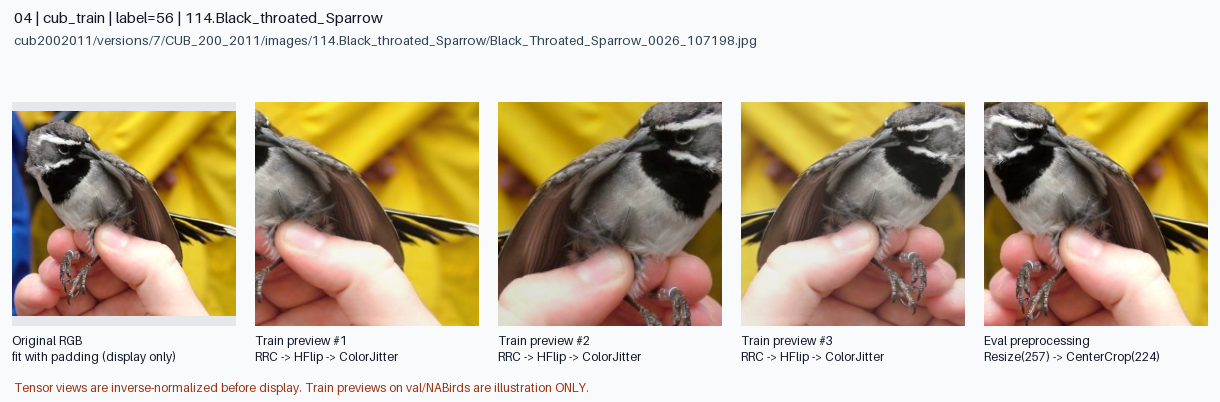 04 | cub_train | label=56 | 114.Black_throated_Sparrow
cub2002011/versions/7/CUB_200_2011/images/114.Black_throated_Sparrow/Black_Throated_Sparrow_0026_107198.jpg
Original RGB
fit with padding (display only)
Train preview #1
RRC -> HFlip -> ColorJitter
Train preview #2
RRC -> HFlip -> ColorJitter
Train preview #3
RRC -> HFlip -> ColorJitter
Eval preprocessing
Resize(257) -> CenterCrop(224)
Tensor views are inverse-normalized before display. Train previews on val/NABirds are illustration ONLY.